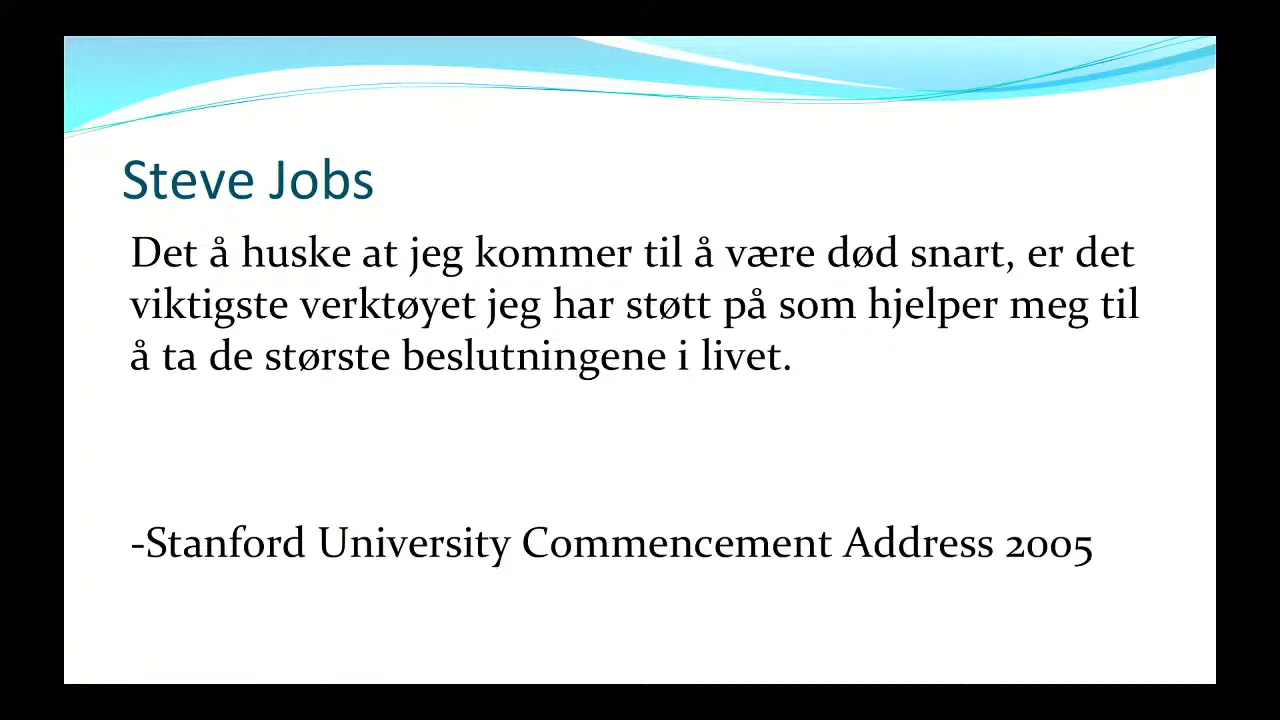 Steve Jobs
Det å huske at jeg kommer til å være død snart, er det
viktigste verktøyet jeg har støtt på som hjelper meg til
å ta de største beslutningene i livet.
-Stanford University Commencement Address 2005